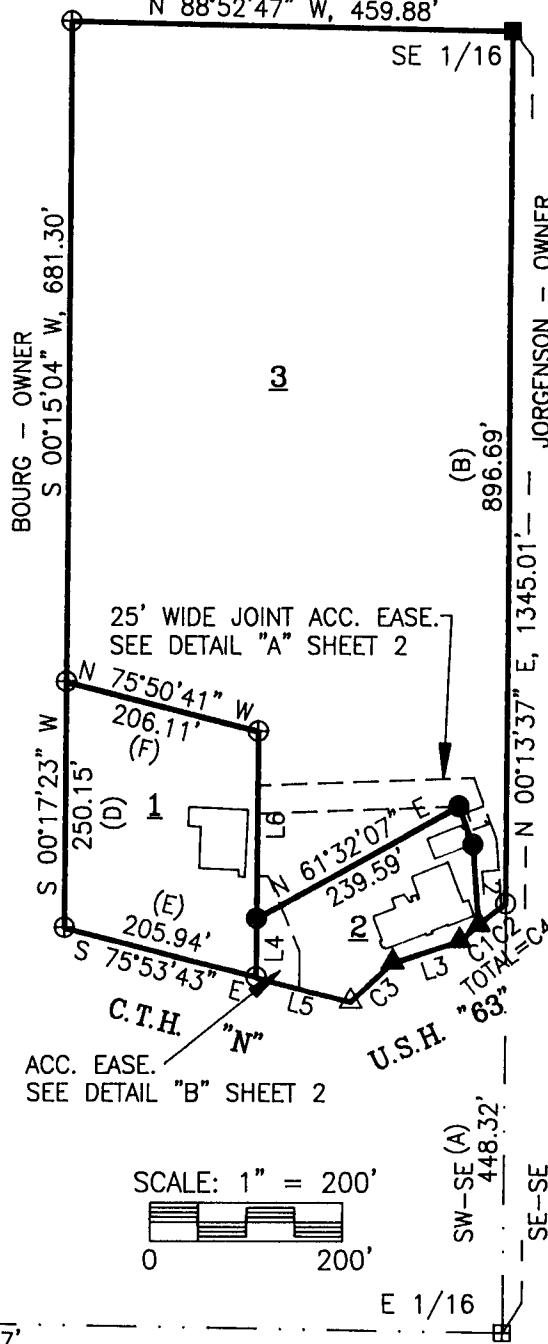 N 88°52'47" W, 459.88'
SE 1/16
BOURG – OWNER
S 00°15'04" W, 681.30'
3
(B)
896.69'
JORGENSON – OWNER
N 00°13'37" E, 1345.01'
25' WIDE JOINT ACC. EASE.
SEE DETAIL "A" SHEET 2
N 75°50'41" W
206.11'
(F)
S 00°17'23" W
250.15'
(D)
1
L6
N 61°32'07" E
239.59'
2
L4
L2
(E)
205.94'
S 75°53'43" E
L5
C3
L3
C1
C2
TOTAL=C4
C.T.H. "N"
U.S.H. "63"
ACC. EASE.
SEE DETAIL "B" SHEET 2
SCALE: 1" = 200'
0 200'
SW–SE
(A)
448.32'
SE–SE
E 1/16
7'